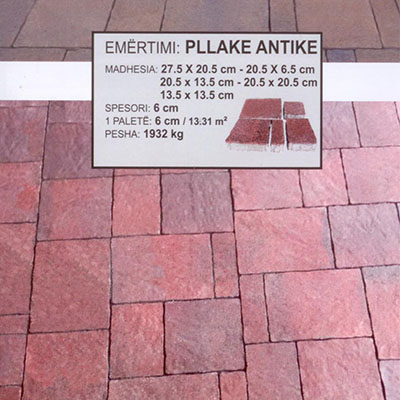 EMËRTIMI: PLLAKE ANTIKE
MADHESIA: 27.5 X 20.5 cm - 20.5 X 6.5 cm
20.5 x 13.5 cm - 20.5 x 20.5 cm
13.5 x 13.5 cm
SPESORI: 6 cm
1 PALETË: 6 cm / 13:31 m²
PESHA: 1932 kg